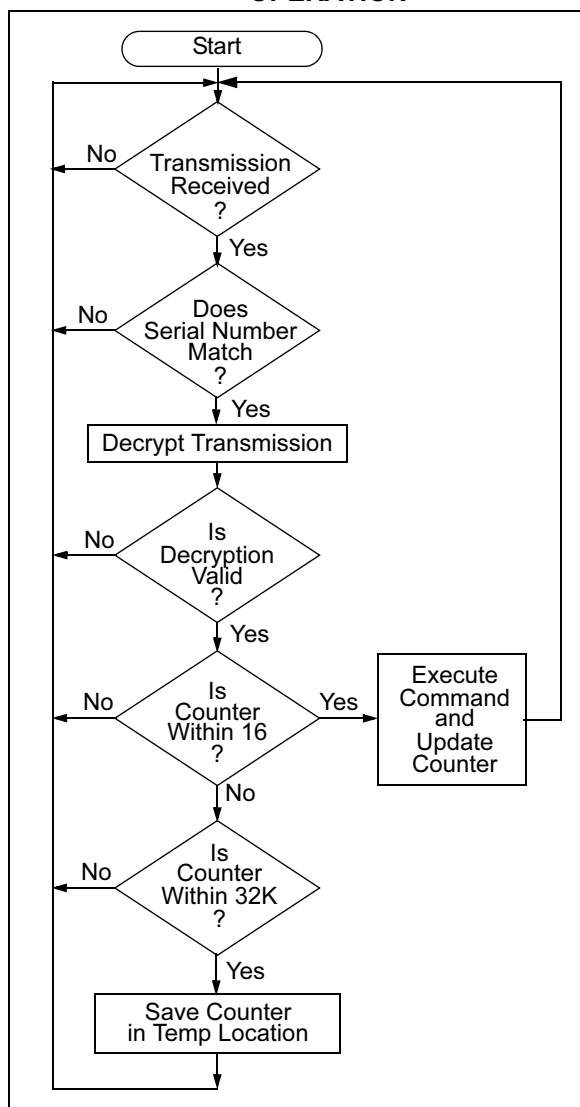 Start
No
Transmission
Received
?
Yes
Does
Serial Number
Match
?
No
Yes
Decrypt Transmission
Is
Decryption
Valid
?
No
Yes
Is
Counter
Within 16
?
No
Yes
Execute
Command
and
Update
Counter
No
Is
Counter
Within 32K
?
No
Yes
Save Counter
in Temp Location